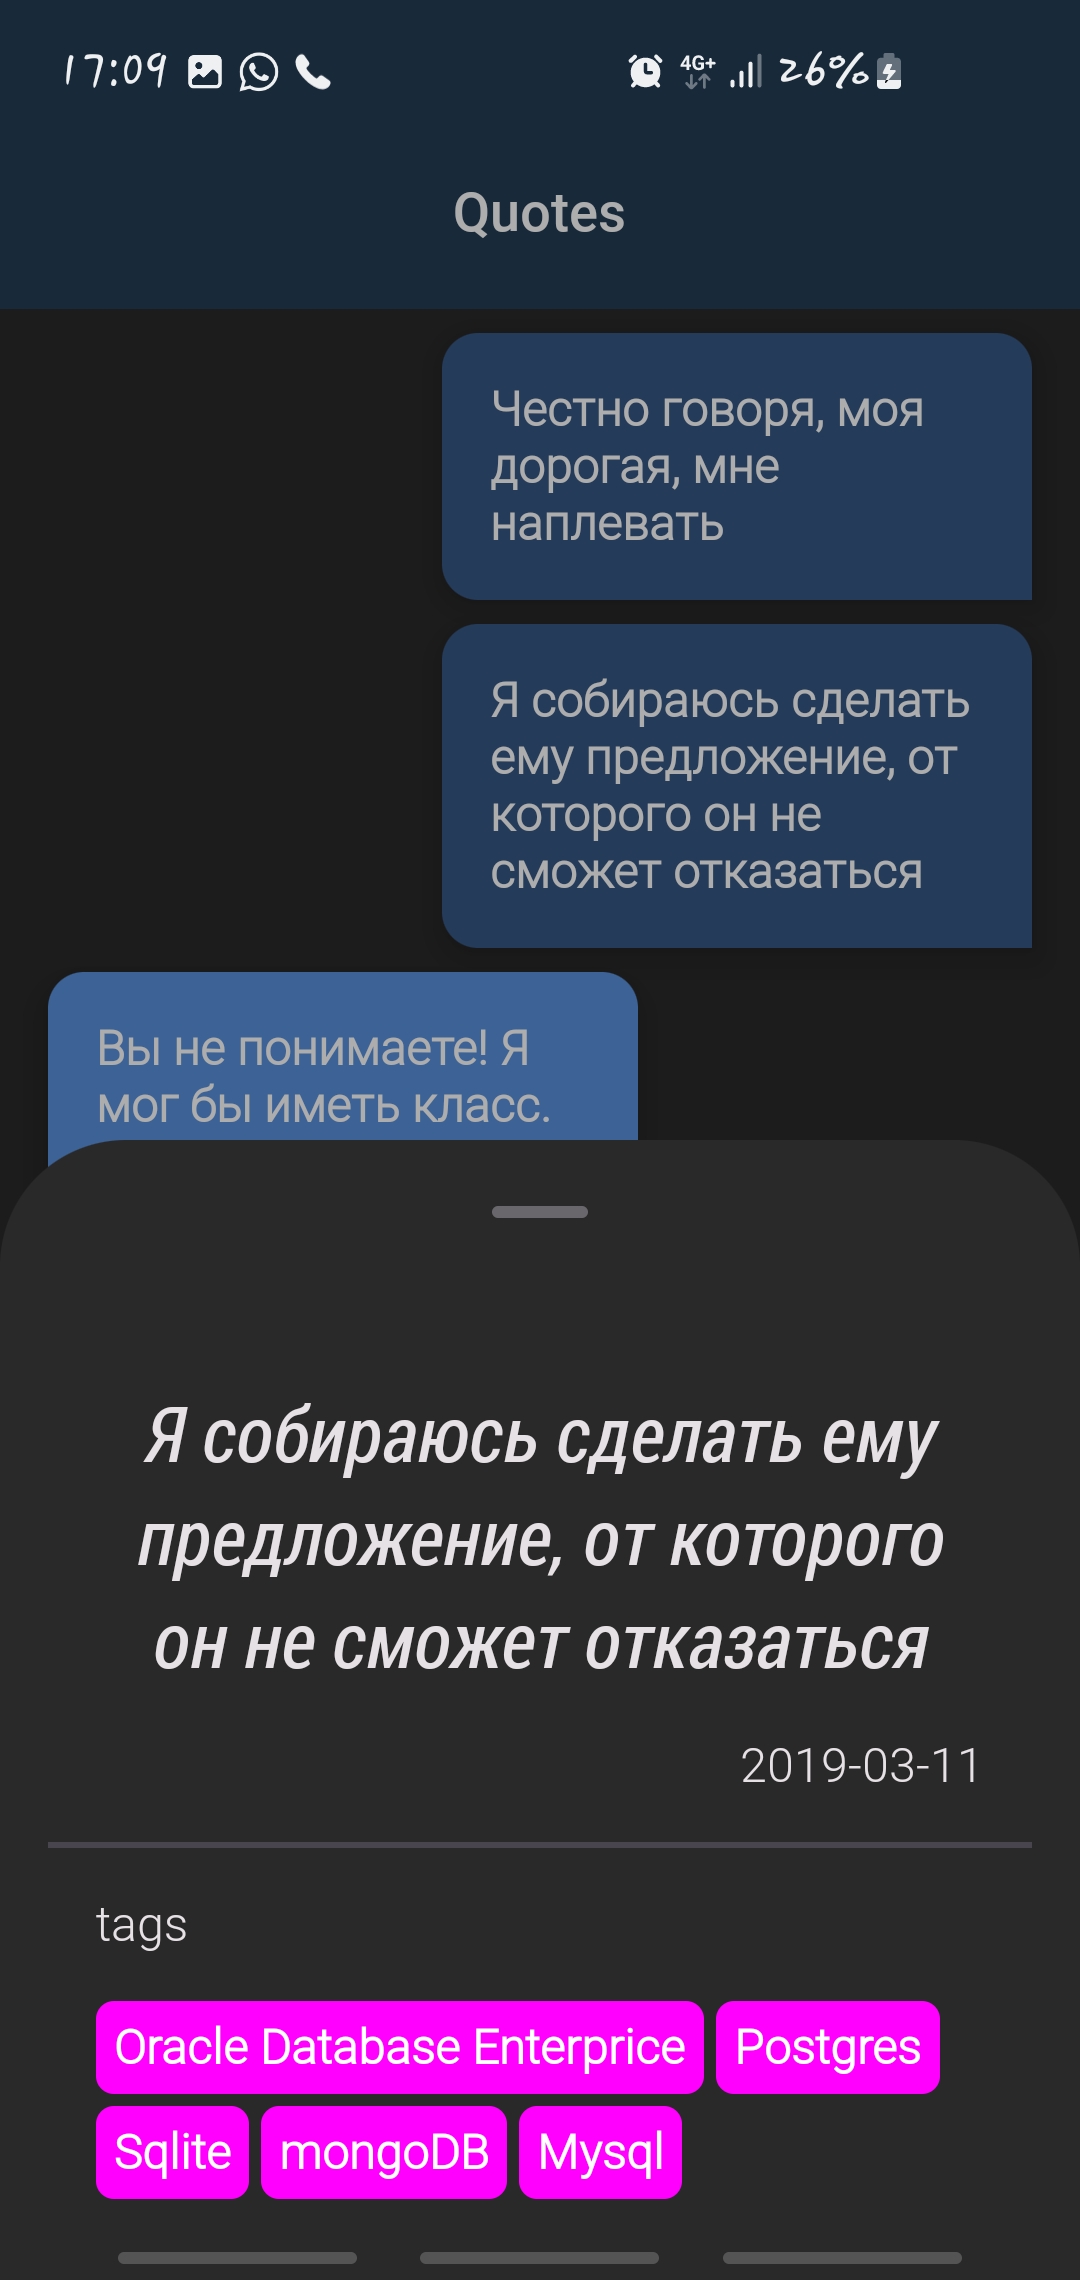 17:09 4G+ 26%
Quotes
Честно говоря, моя
дорогая, мне
наплевать
Я собираюсь сделать
ему предложение, от
которого он не
сможет отказаться
Вы не понимаете! Я
мог бы иметь класс.
Я собираюсь сделать ему
предложение, от которого
он не сможет отказаться
2019-03-11
tags
Oracle Database Enterprice Postgres
Sqlite mongoDB Mysql